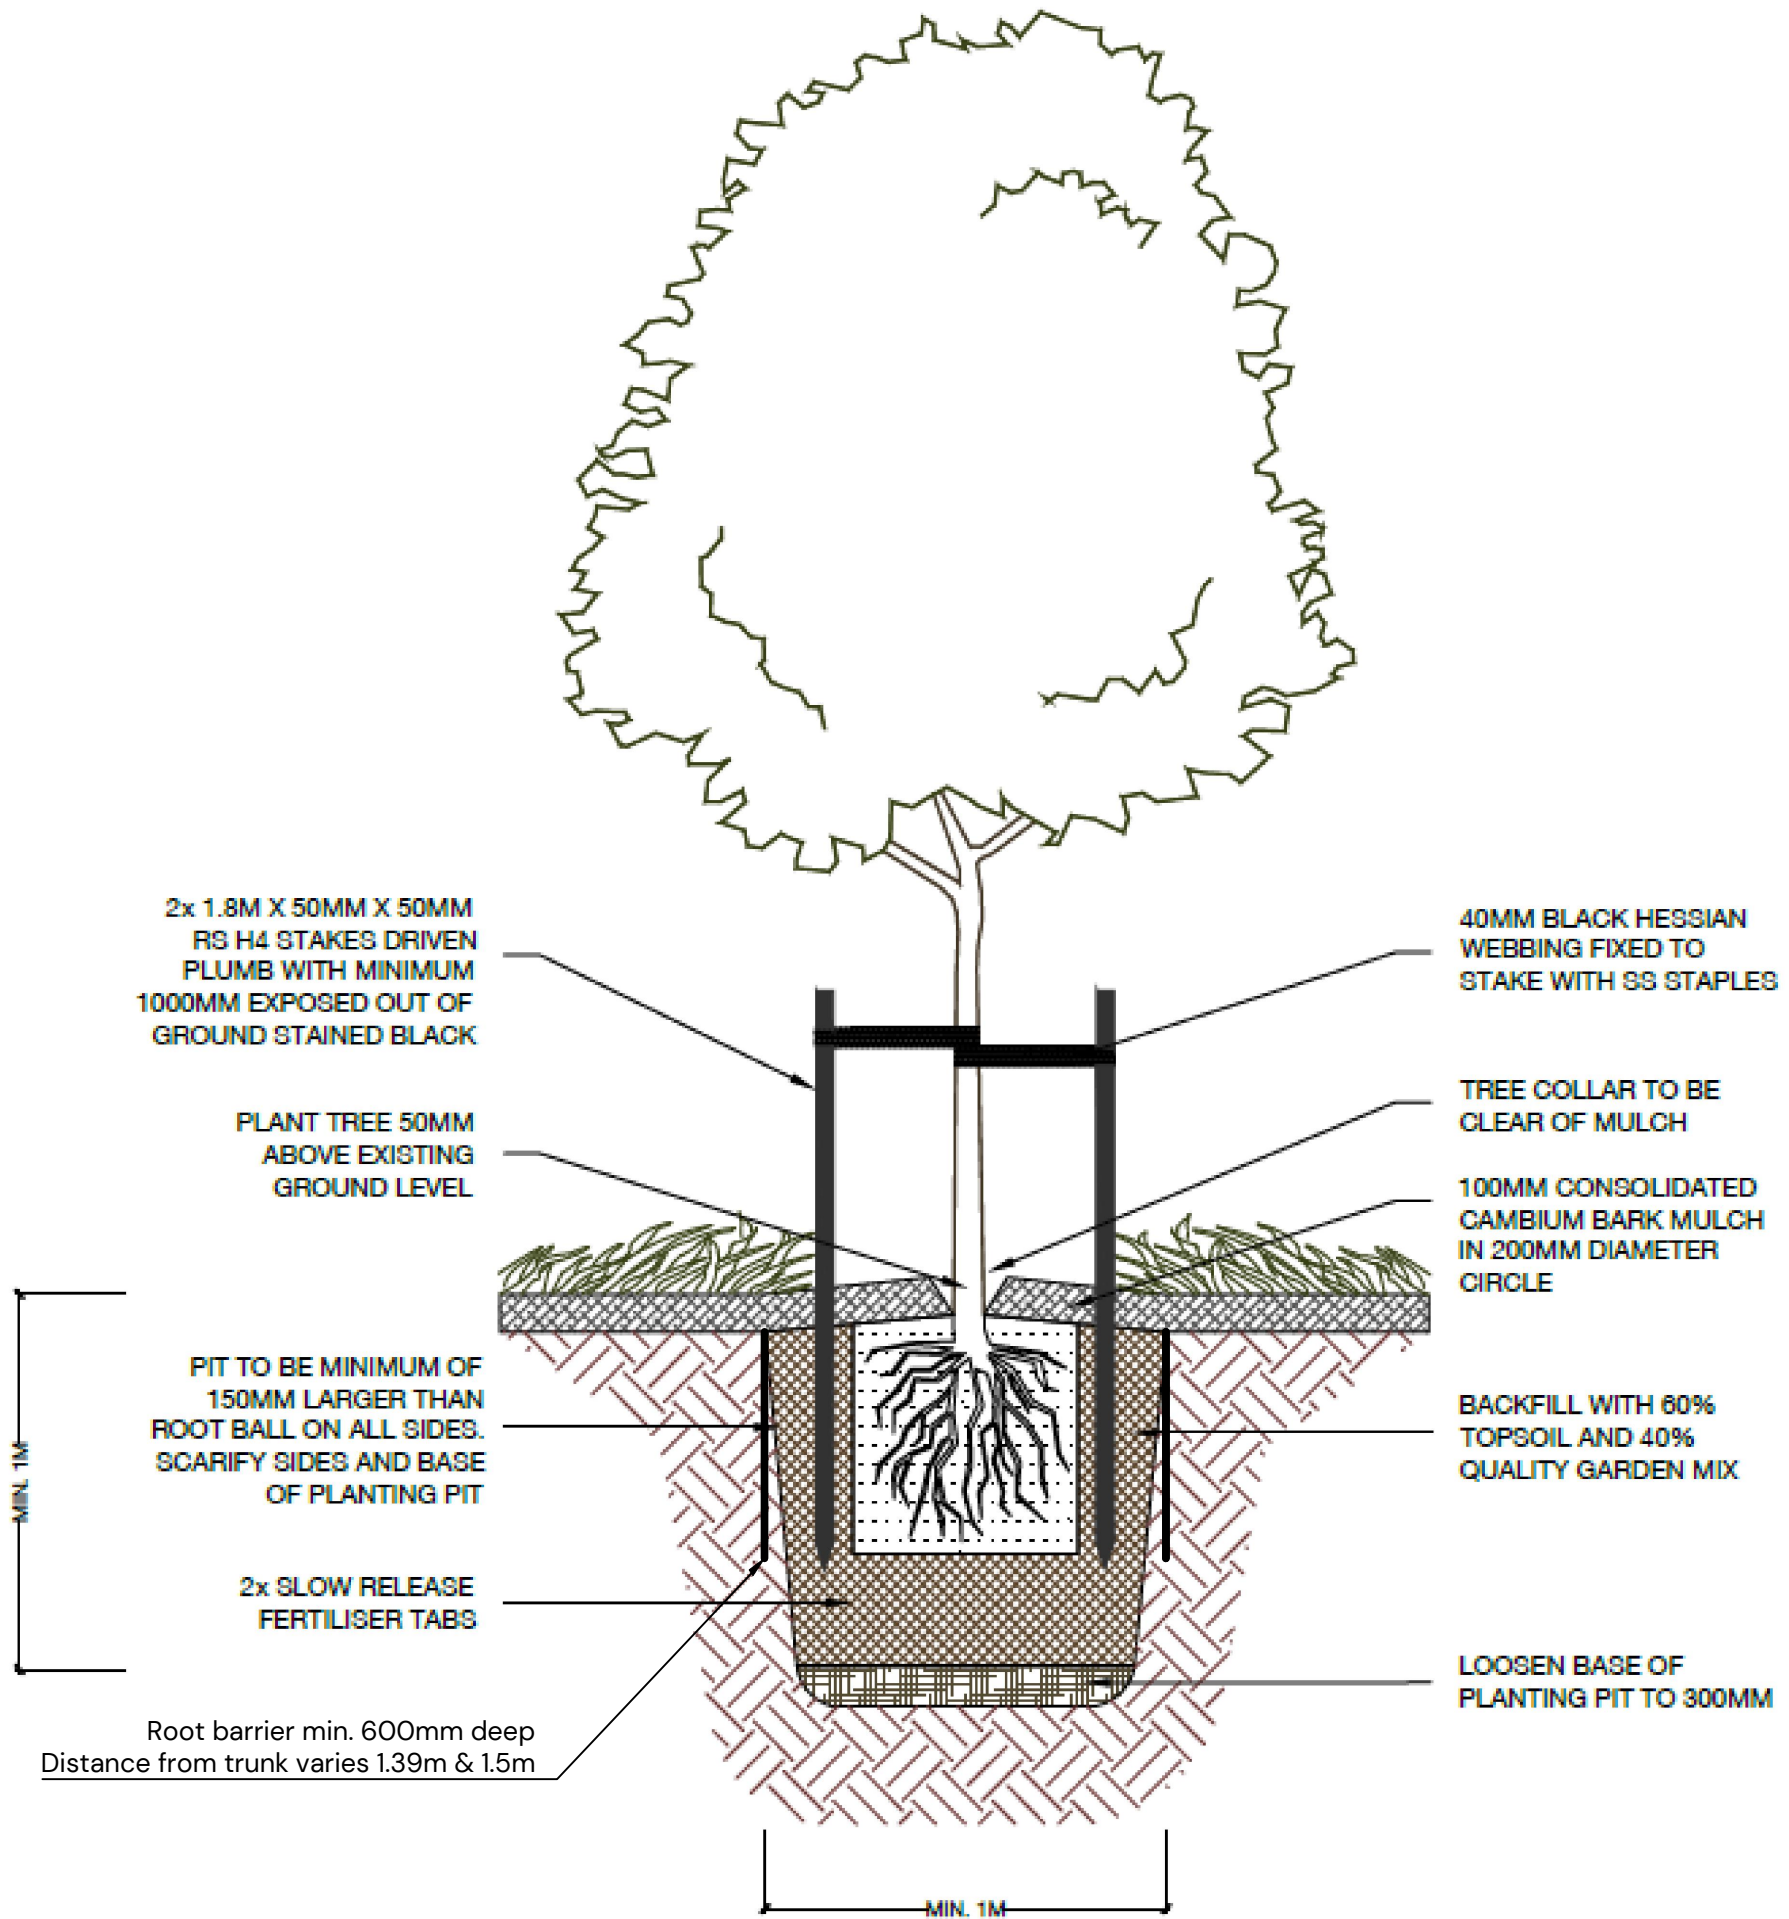 2x 1.8M X 50MM X 50MM
RS H4 STAKES DRIVEN
PLUMB WITH MINIMUM
1000MM EXPOSED OUT OF
GROUND STAINED BLACK
PLANT TREE 50MM
ABOVE EXISTING
GROUND LEVEL
PIT TO BE MINIMUM OF
150MM LARGER THAN
ROOT BALL ON ALL SIDES.
SCARIFY SIDES AND BASE
OF PLANTING PIT
2x SLOW RELEASE
FERTILISER TABS
Root barrier min. 600mm deep
Distance from trunk varies 1.39m & 1.5m
MIN. 1M
40MM BLACK HESSIAN
WEBBING FIXED TO
STAKE WITH SS STAPLES
TREE COLLAR TO BE
CLEAR OF MULCH
100MM CONSOLIDATED
CAMBIUM BARK MULCH
IN 200MM DIAMETER
CIRCLE
BACKFILL WITH 60%
TOPSOIL AND 40%
QUALITY GARDEN MIX
LOOSEN BASE OF
PLANTING PIT TO 300MM
MIN. 1M